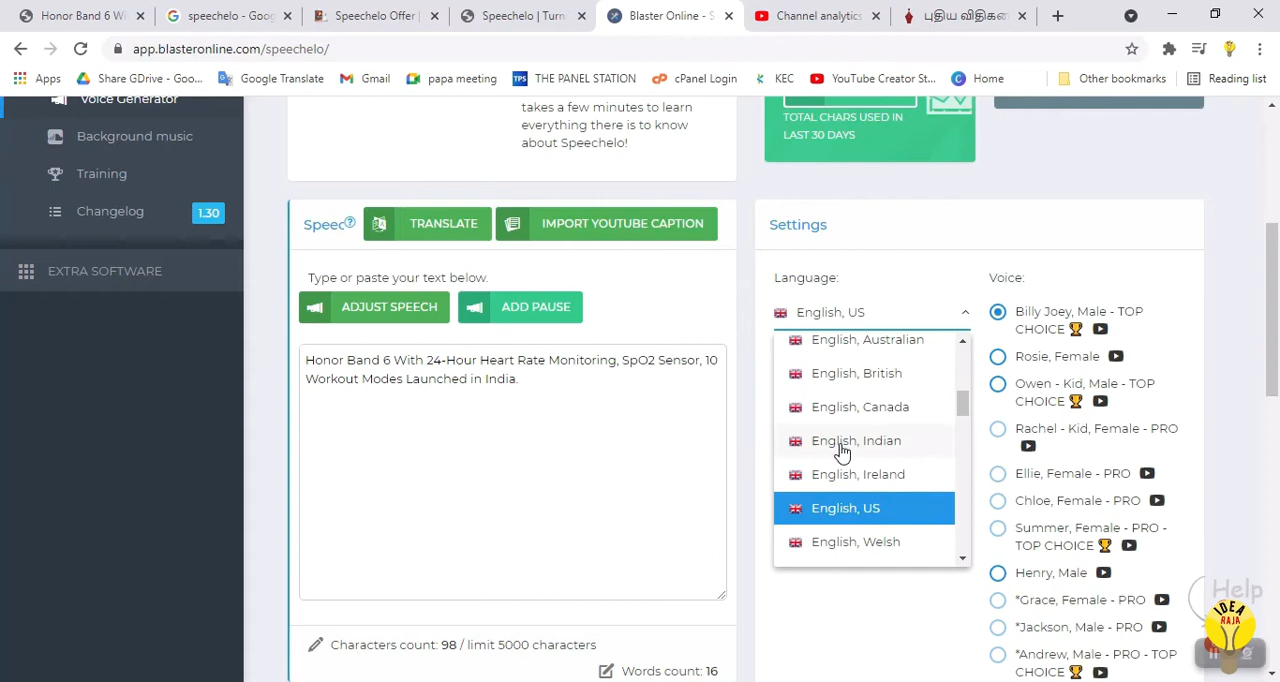 Honor Band 6 Wi
speechelo - Goog
Speechelo Offer |
Speechelo | Turn
Blaster Online - S
Channel analytics
புதிய விதிகள
app.blasteronline.com/speechelo/
Apps
Share GDrive - Goo...
Google Translate
Gmail
papa meeting
THE PANEL STATION
cPanel Login
KEC
YouTube Creator St...
Home
Other bookmarks
Reading list
Voice Generator
Background music
Training
Changelog
1.30
EXTRA SOFTWARE
takes a few minutes to learn
everything there is to know
about Speechelo!
TOTAL CHARS USED IN
LAST 30 DAYS
Speec
TRANSLATE
IMPORT YOUTUBE CAPTION
Type or paste your text below.
ADJUST SPEECH
ADD PAUSE
Honor Band 6 With 24-Hour Heart Rate Monitoring, SpO2 Sensor, 10
Workout Modes Launched in India.
Characters count: 98 / limit 5000 characters
Words count: 16
Settings
Language:
English, US
English, Australian
English, British
English, Canada
English, Indian
English, Ireland
English, US
English, Welsh
Voice:
Billy Joey, Male - TOP
CHOICE
Rosie, Female
Owen - Kid, Male - TOP
CHOICE
Rachel - Kid, Female - PRO
Ellie, Female - PRO
Chloe, Female - PRO
Summer, Female - PRO -
TOP CHOICE
Henry, Male
*Grace, Female - PRO
*Jackson, Male - PRO
*Andrew, Male - PRO - TOP
CHOICE
Help
IDEA
RAJA